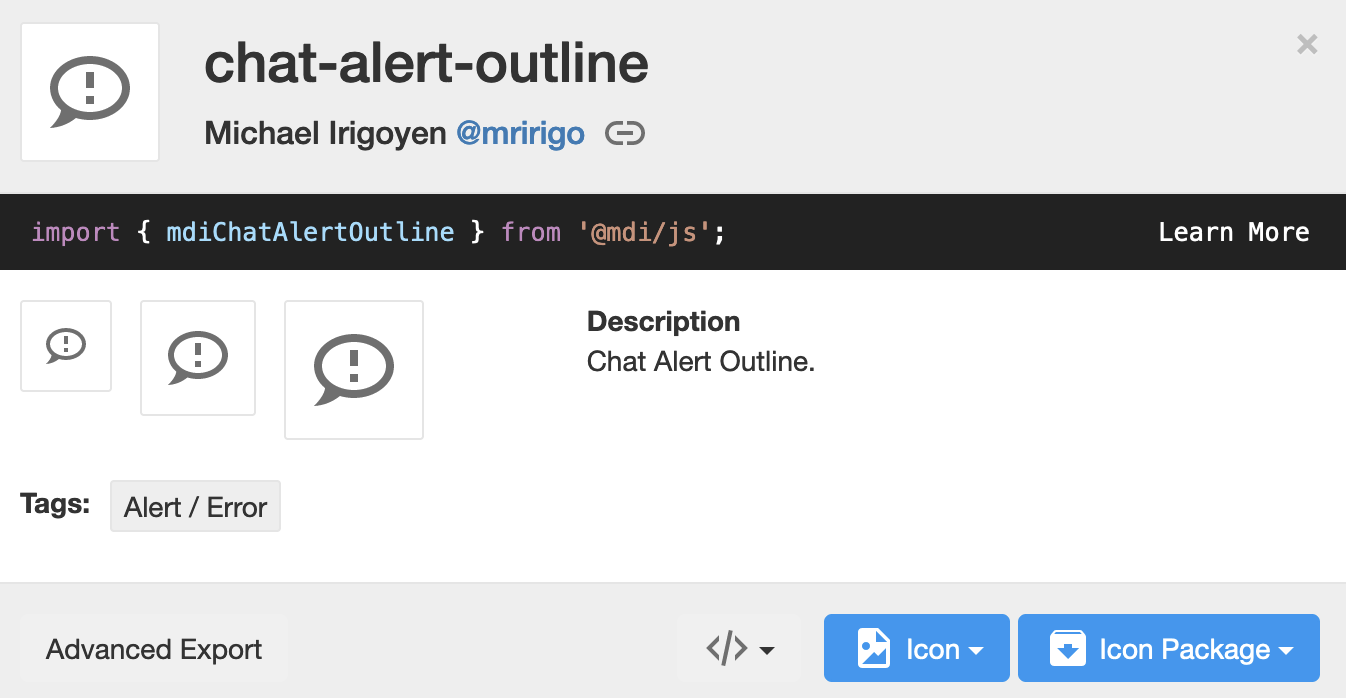 chat-alert-outline
×
Michael Irigoyen @mririgo
import { mdiChatAlertOutline } from '@mdi/js';
Learn More
Description
Chat Alert Outline.
Tags: Alert / Error
Advanced Export
</>
Icon
Icon Package